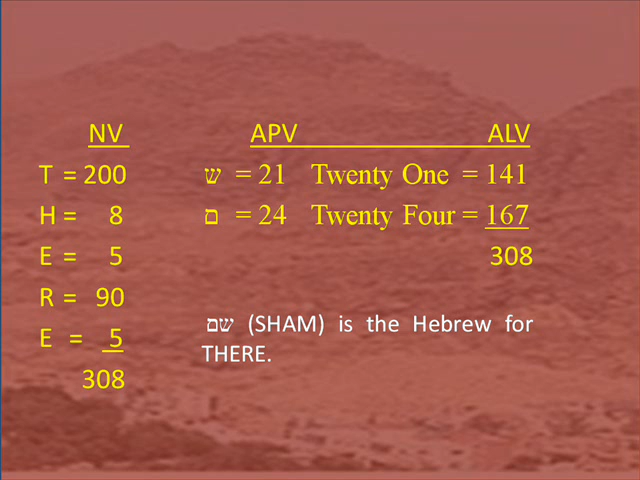 NV APV ALV
T = 200 ש = 21 Twenty One = 141
H = 8 ם = 24 Twenty Four = 167
E = 5 308
R = 90
E = 5
308
שם (SHAM) is the Hebrew for
THERE.